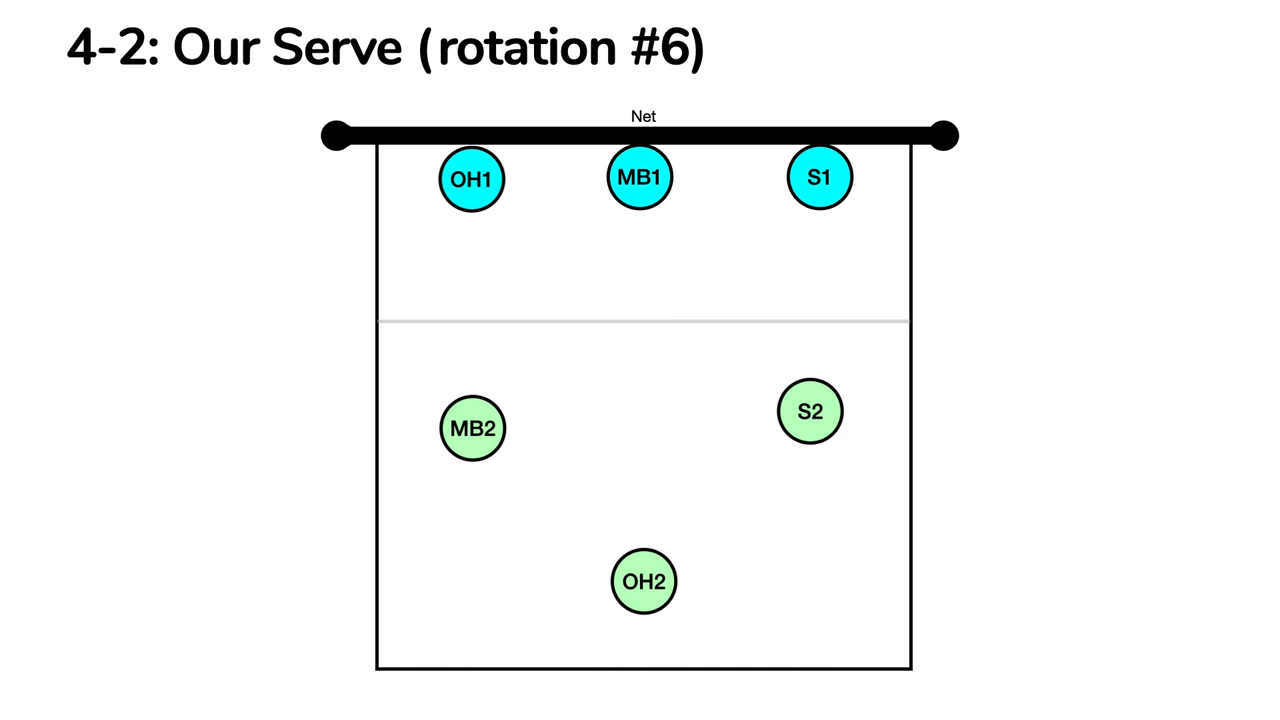 4-2: Our Serve (rotation #6)
Net
OH1 MB1 S1
MB2 S2
OH2